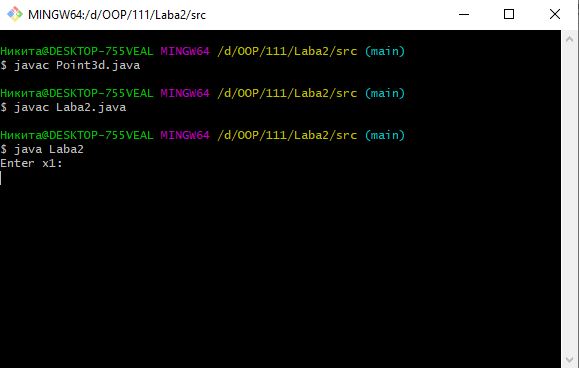 MINGW64:/d/OOP/111/Laba2/src
Никита@DESKTOP-755VEAL MINGW64 /d/OOP/111/Laba2/src (main)
$ javac Point3d.java
Никита@DESKTOP-755VEAL MINGW64 /d/OOP/111/Laba2/src (main)
$ javac Laba2.java
Никита@DESKTOP-755VEAL MINGW64 /d/OOP/111/Laba2/src (main)
$ java Laba2
Enter x1: